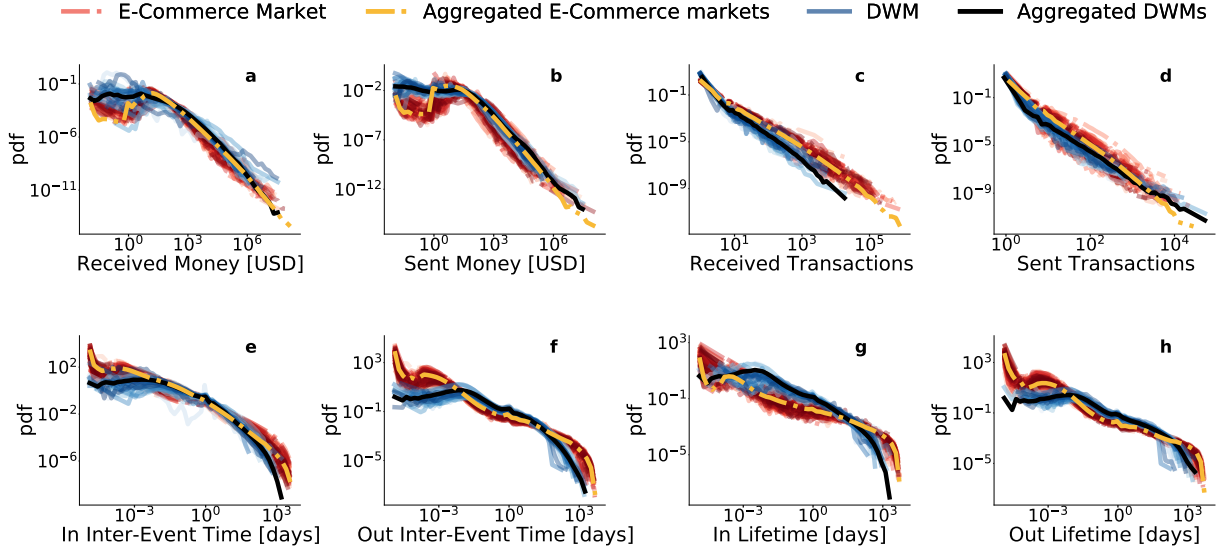 E-Commerce Market Aggregated E-Commerce markets DWM Aggregated DWMs
a b c d
10^-1 10^-2 10^-1 10^-1
10^-6 10^-7 10^-5 10^-5
10^-11 10^-12 10^-9 10^-9
pdf pdf pdf pdf
10^0 10^3 10^6 10^0 10^3 10^6 10^1 10^3 10^5 10^0 10^2 10^4
Received Money [USD] Sent Money [USD] Received Transactions Sent Transactions
e f g h
10^2 10^3 10^3 10^3
10^-2 10^-1 10^-1 10^-1
10^-6 10^-5 10^-5 10^-5
pdf pdf pdf pdf
10^-3 10^0 10^3 10^-3 10^0 10^3 10^-3 10^0 10^3 10^-3 10^0 10^3
In Inter-Event Time [days] Out Inter-Event Time [days] In Lifetime [days] Out Lifetime [days]